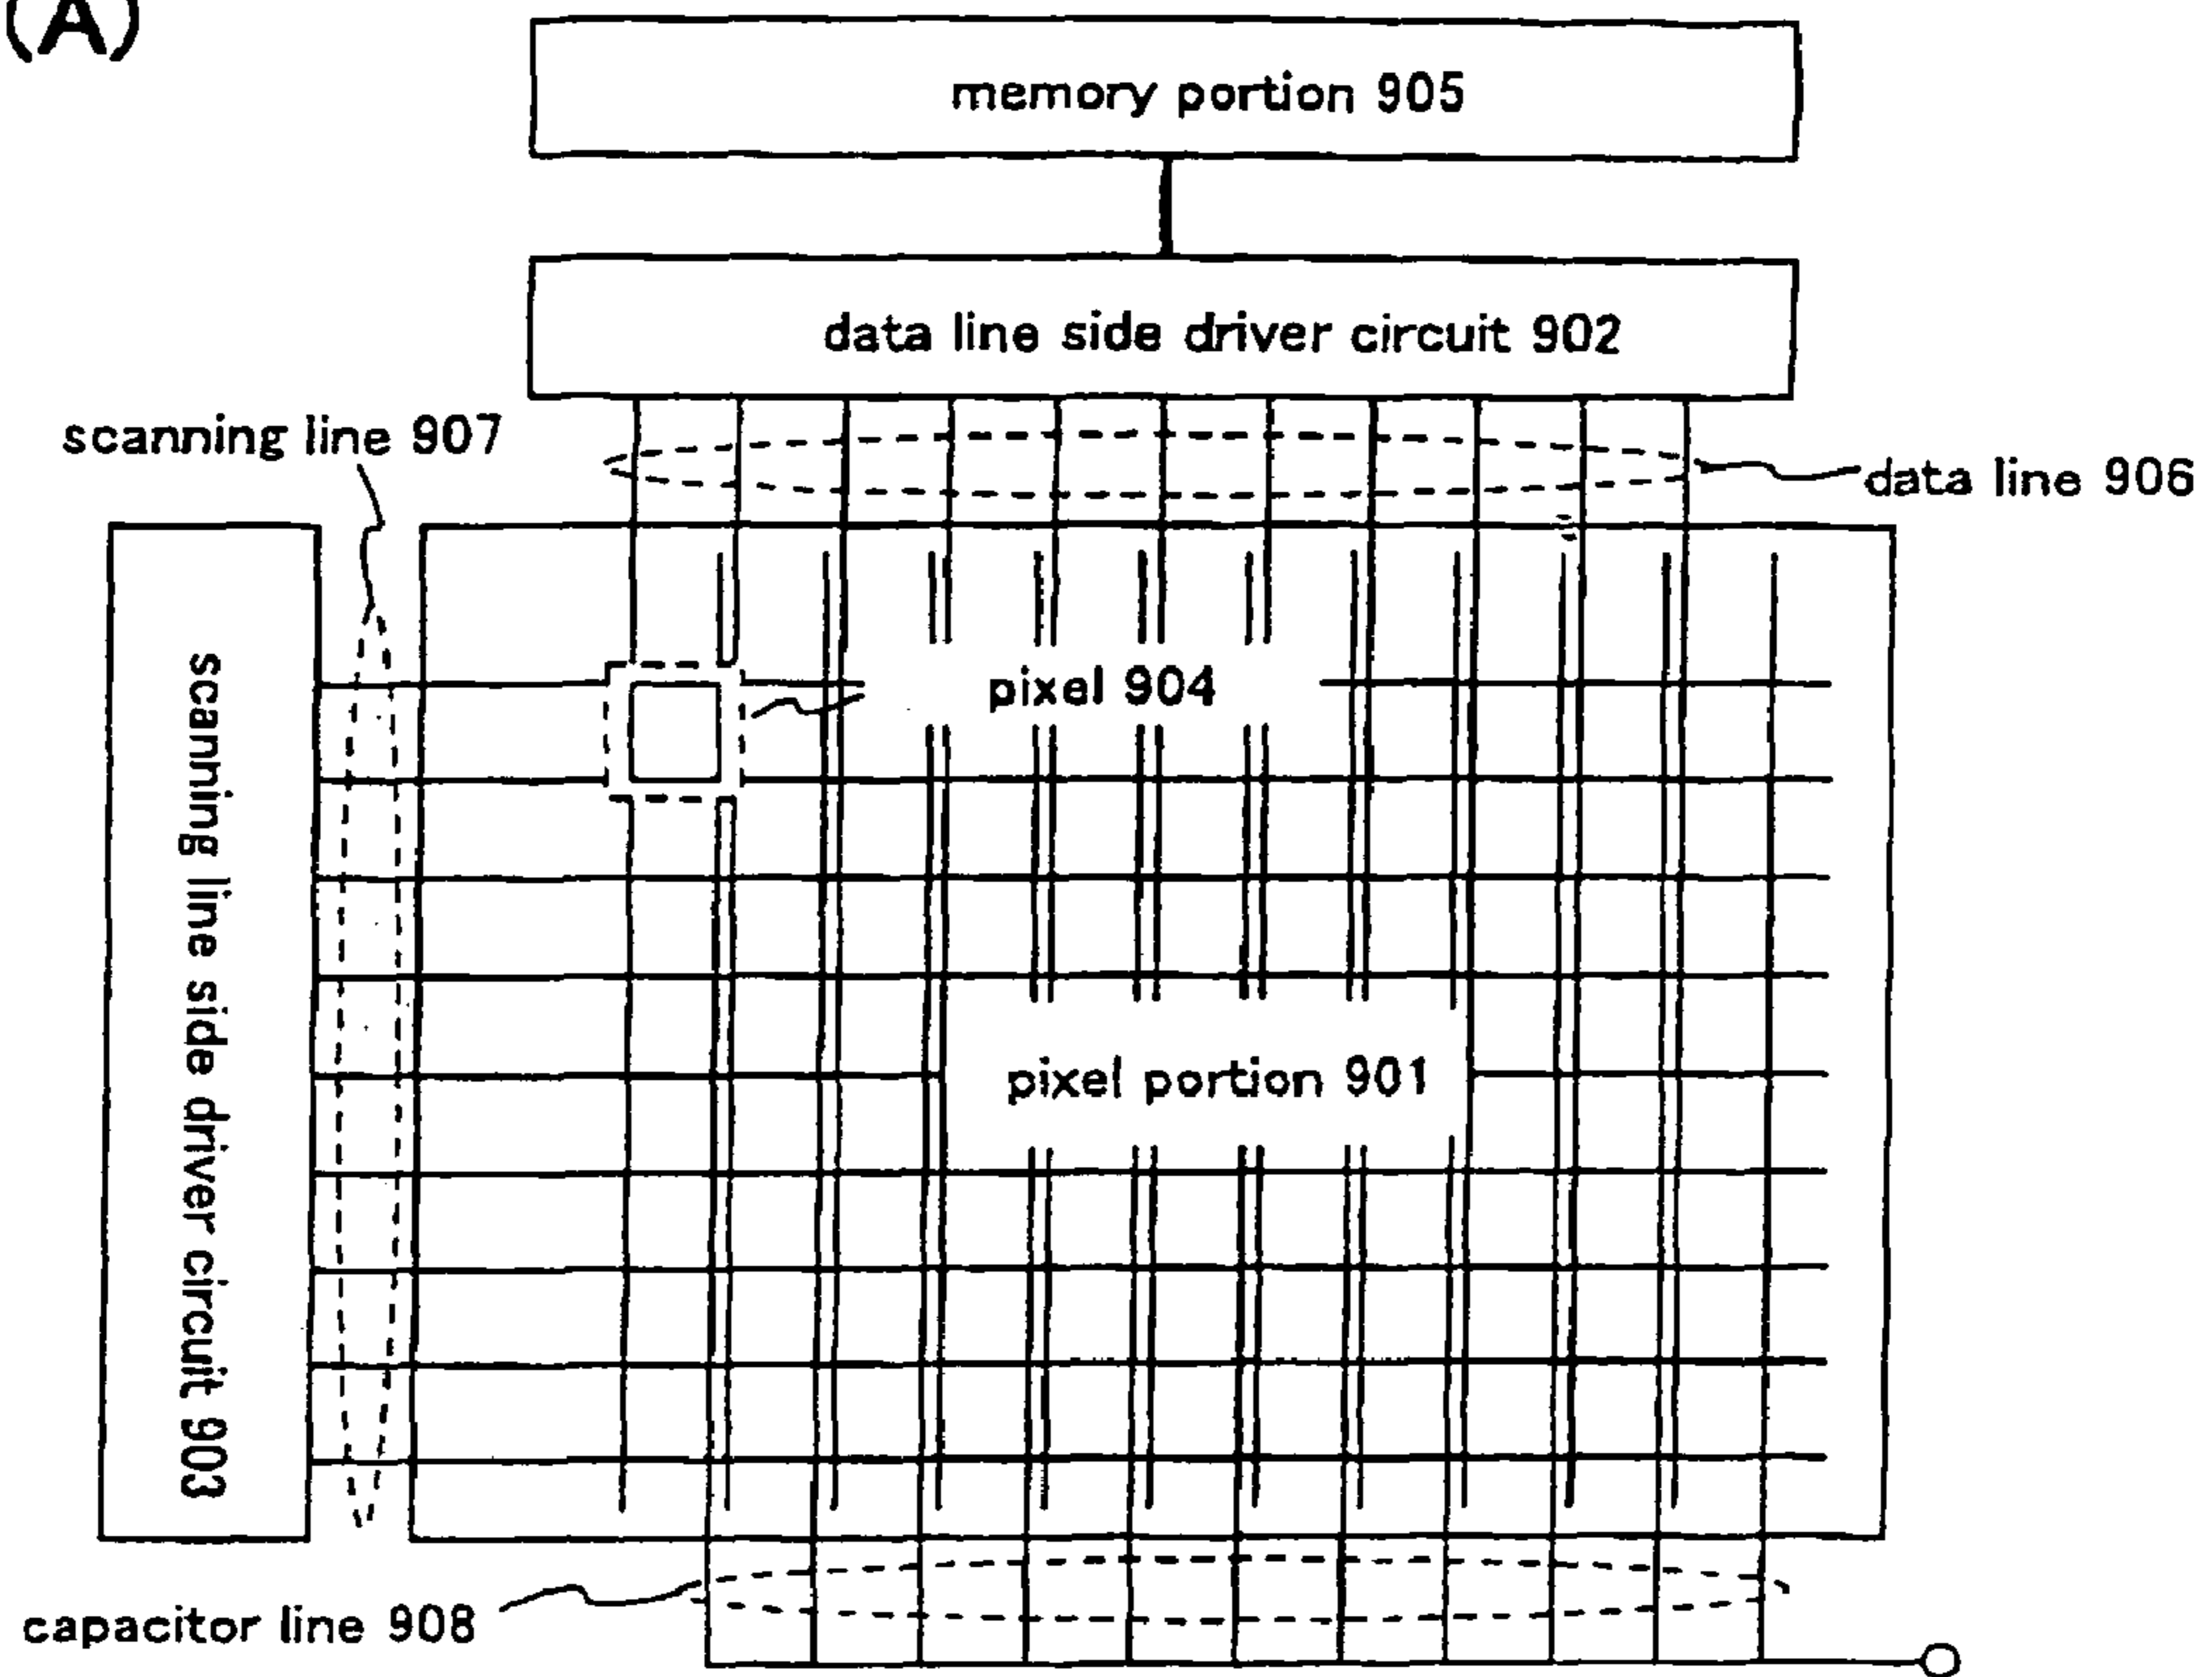 (A)
memory portion 905
data line side driver circuit 902
scanning line 907
data line 906
scanning line side driver circuit 903
pixel 904
pixel portion 901
capacitor line 908